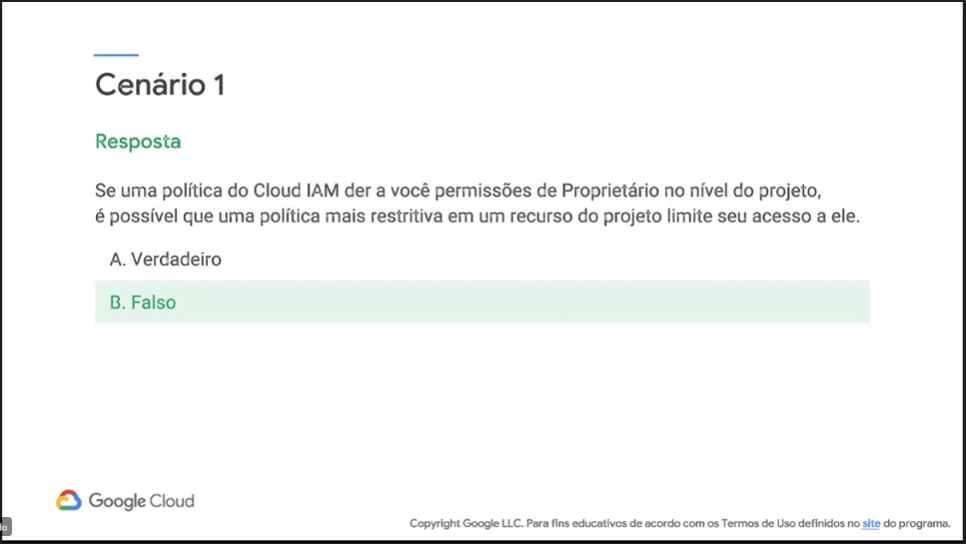 Cenário 1
Resposta
Se uma política do Cloud IAM der a você permissões de Proprietário no nível do projeto,
é possível que uma política mais restritiva em um recurso do projeto limite seu acesso a ele.
A. Verdadeiro
B. Falso
Google Cloud
Copyright Google LLC. Para fins educativos de acordo com os Termos de Uso definidos no site do programa.